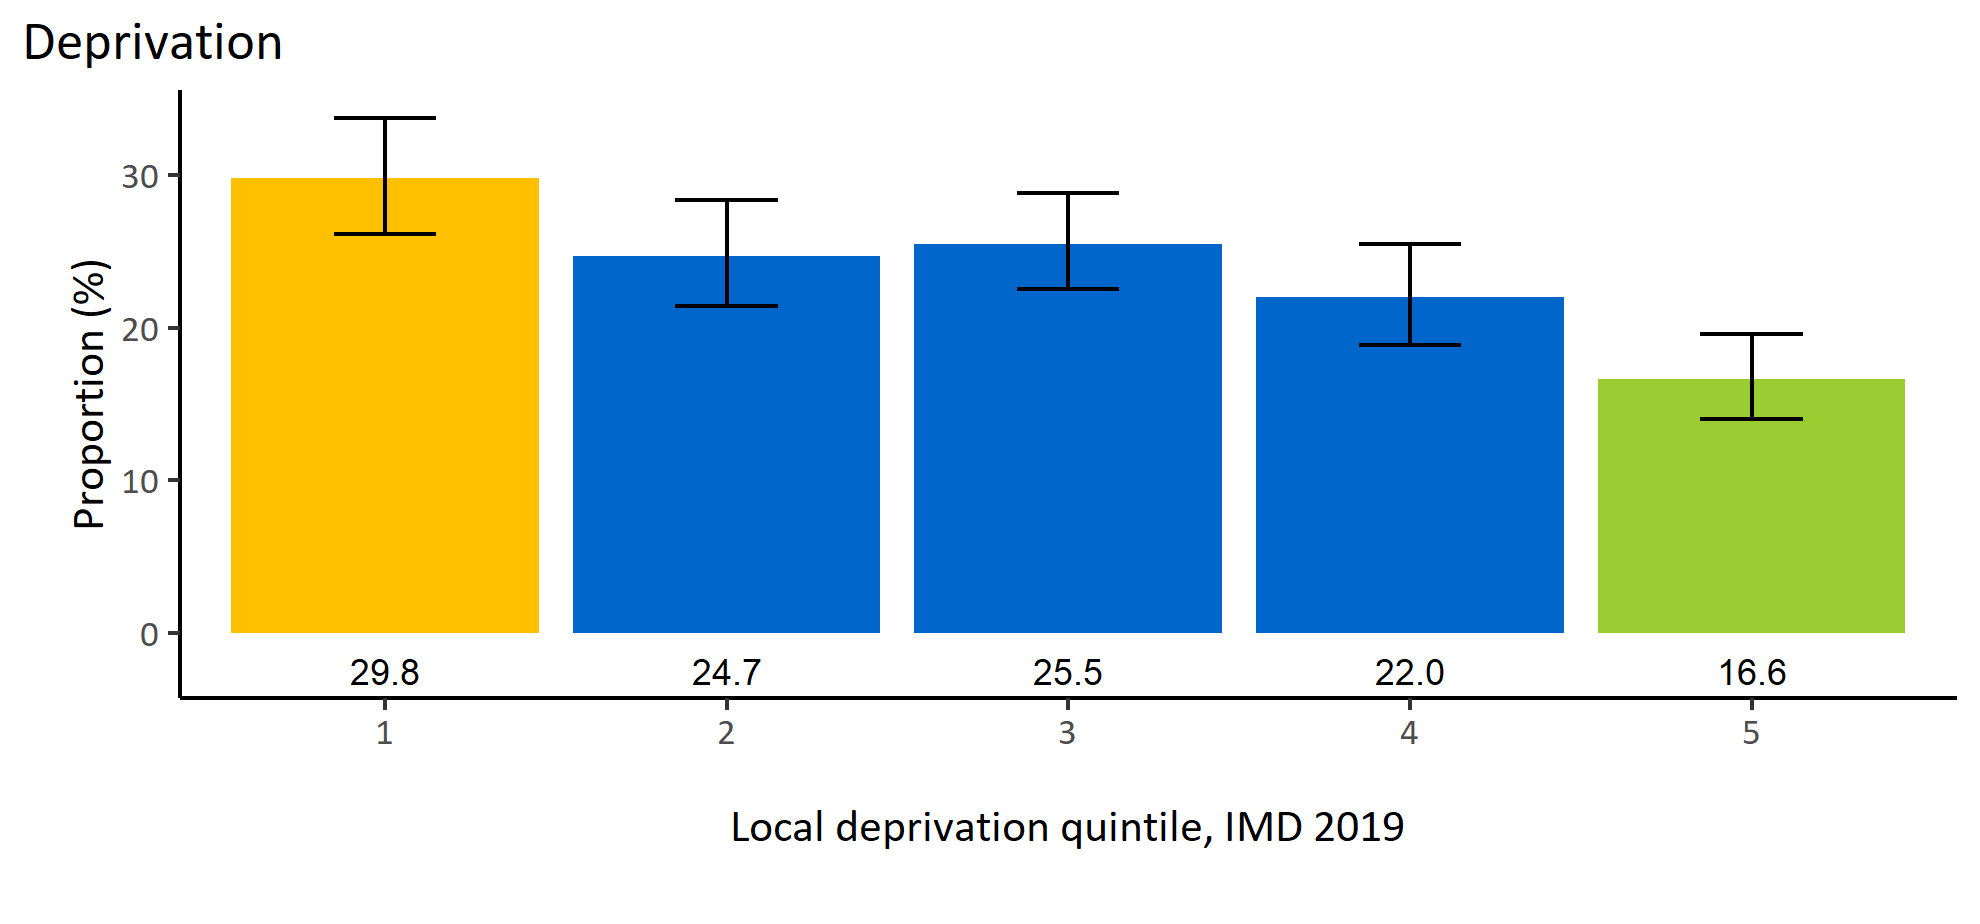 Deprivation
Proportion (%)
30
20
10
0
29.8 24.7 25.5 22.0 16.6
1 2 3 4 5
Local deprivation quintile, IMD 2019